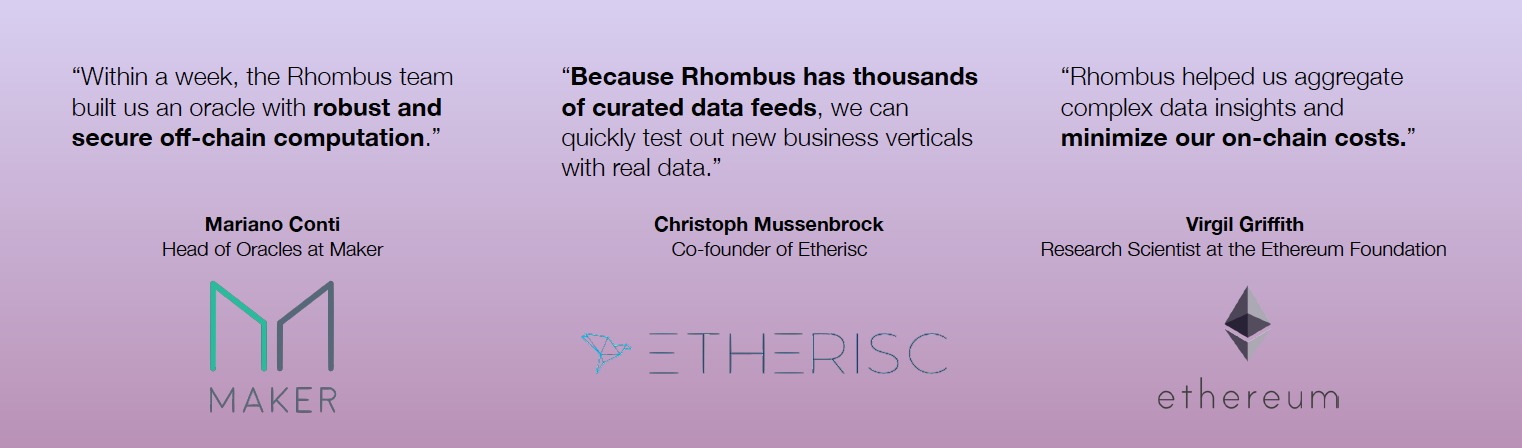 “Within a week, the Rhombus team
built us an oracle with robust and
secure off-chain computation.”
Mariano Conti
Head of Oracles at Maker
MAKER
“Because Rhombus has thousands
of curated data feeds, we can
quickly test out new business verticals
with real data.”
Christoph Mussenbrock
Co-founder of Etherisc
ETHERISC
“Rhombus helped us aggregate
complex data insights and
minimize our on-chain costs.”
Virgil Griffith
Research Scientist at the Ethereum Foundation
ethereum